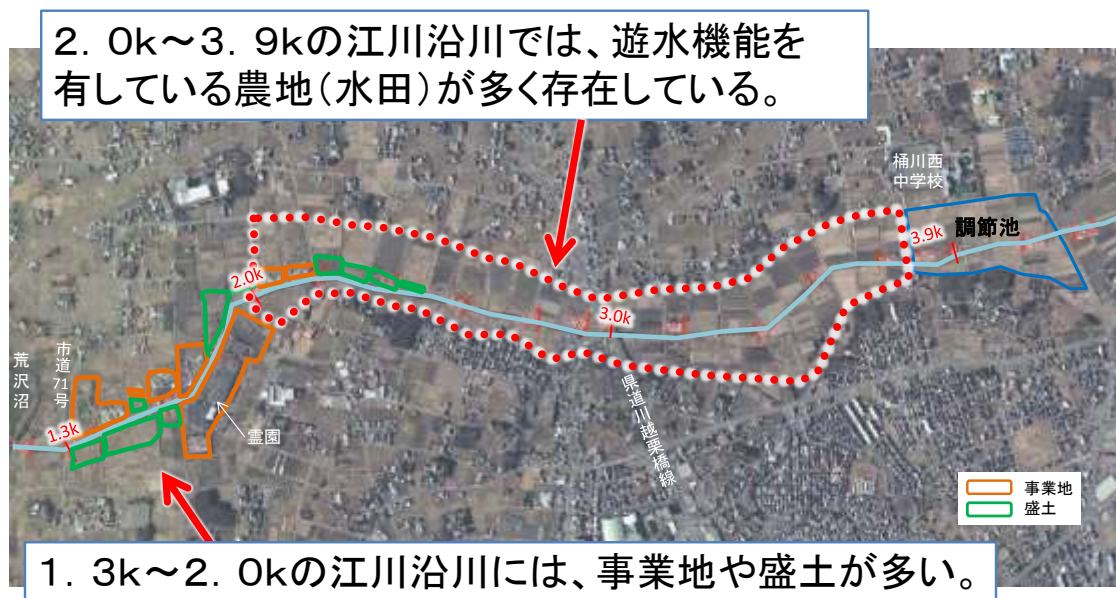 2．0k～3．9kの江川沿川では、遊水機能を
有している農地（水田）が多く存在している。
桶川西
中学校
3.9k
調節池
2.0k
3.0k
荒沢沼
市道71号
1.3k
霊園
県道川越栗橋線
事業地
盛土
1．3k～2．0kの江川沿川には、事業地や盛土が多い。